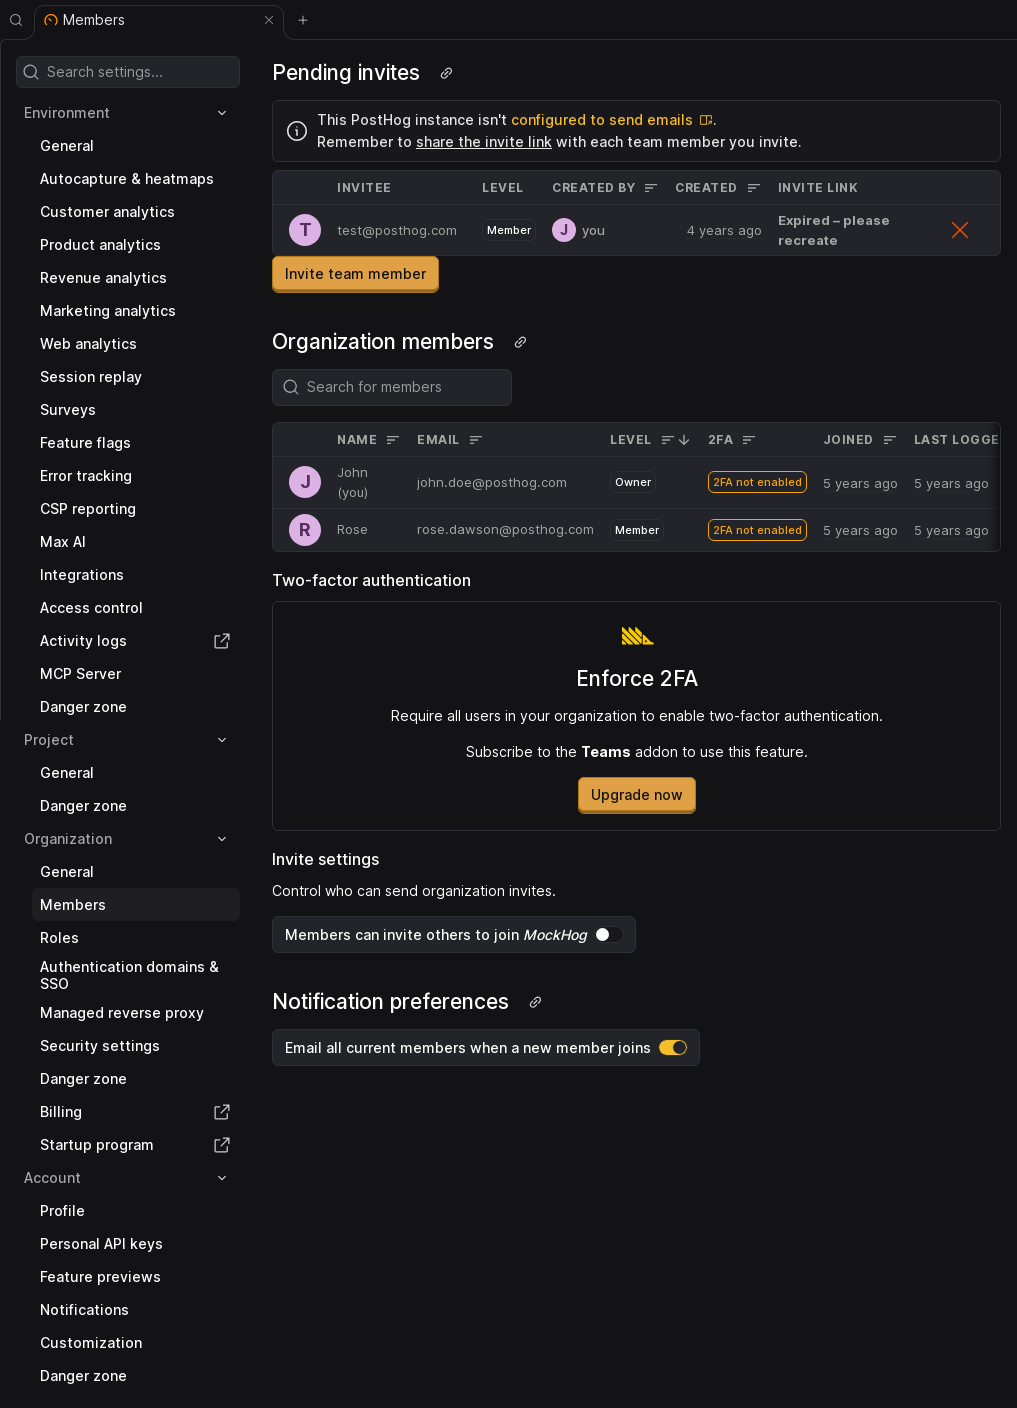 Members
Search settings...
Environment
General
Autocapture & heatmaps
Customer analytics
Product analytics
Revenue analytics
Marketing analytics
Web analytics
Session replay
Surveys
Feature flags
Error tracking
CSP reporting
Max AI
Integrations
Access control
Activity logs
MCP Server
Danger zone
Project
General
Danger zone
Organization
General
Members
Roles
Authentication domains &
SSO
Managed reverse proxy
Security settings
Danger zone
Billing
Startup program
Account
Profile
Personal API keys
Feature previews
Notifications
Customization
Danger zone
Pending invites
This PostHog instance isn't configured to send emails.
Remember to share the invite link with each team member you invite.
INVITEE LEVEL CREATED BY CREATED INVITE LINK
T test@posthog.com Member J you 4 years ago Expired – please
recreate
Invite team member
Organization members
Search for members
NAME EMAIL LEVEL 2FA JOINED LAST LOGGE
J John
(you) john.doe@posthog.com Owner 2FA not enabled 5 years ago 5 years ago
R Rose rose.dawson@posthog.com Member 2FA not enabled 5 years ago 5 years ago
Two-factor authentication
Enforce 2FA
Require all users in your organization to enable two-factor authentication.
Subscribe to the Teams addon to use this feature.
Upgrade now
Invite settings
Control who can send organization invites.
Members can invite others to join MockHog
Notification preferences
Email all current members when a new member joins